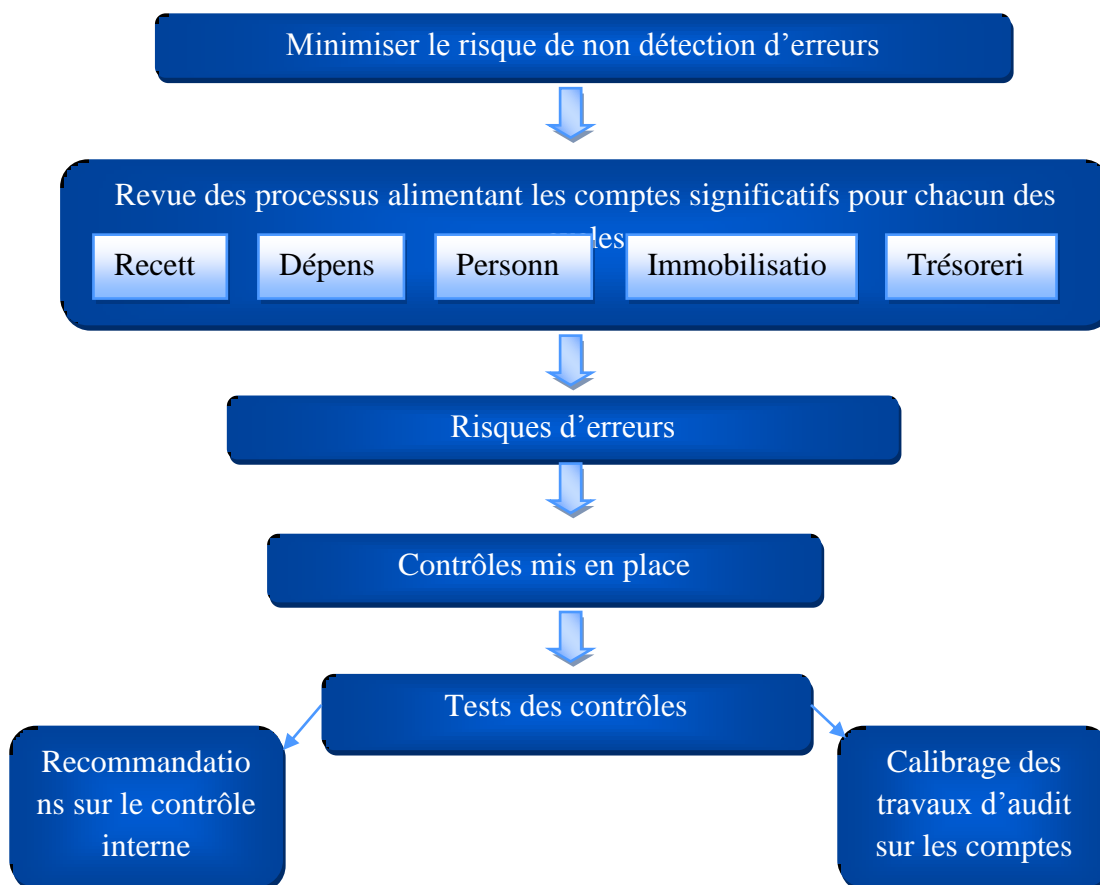 Minimiser le risque de non détection d’erreurs
Revue des processus alimentant les comptes significatifs pour chacun des
Recett Dépens Personn Immobilisatio Trésoreri
Risques d’erreurs
Contrôles mis en place
Tests des contrôles
Recommandatio
ns sur le contrôle
interne
Calibrage des
travaux d’audit
sur les comptes